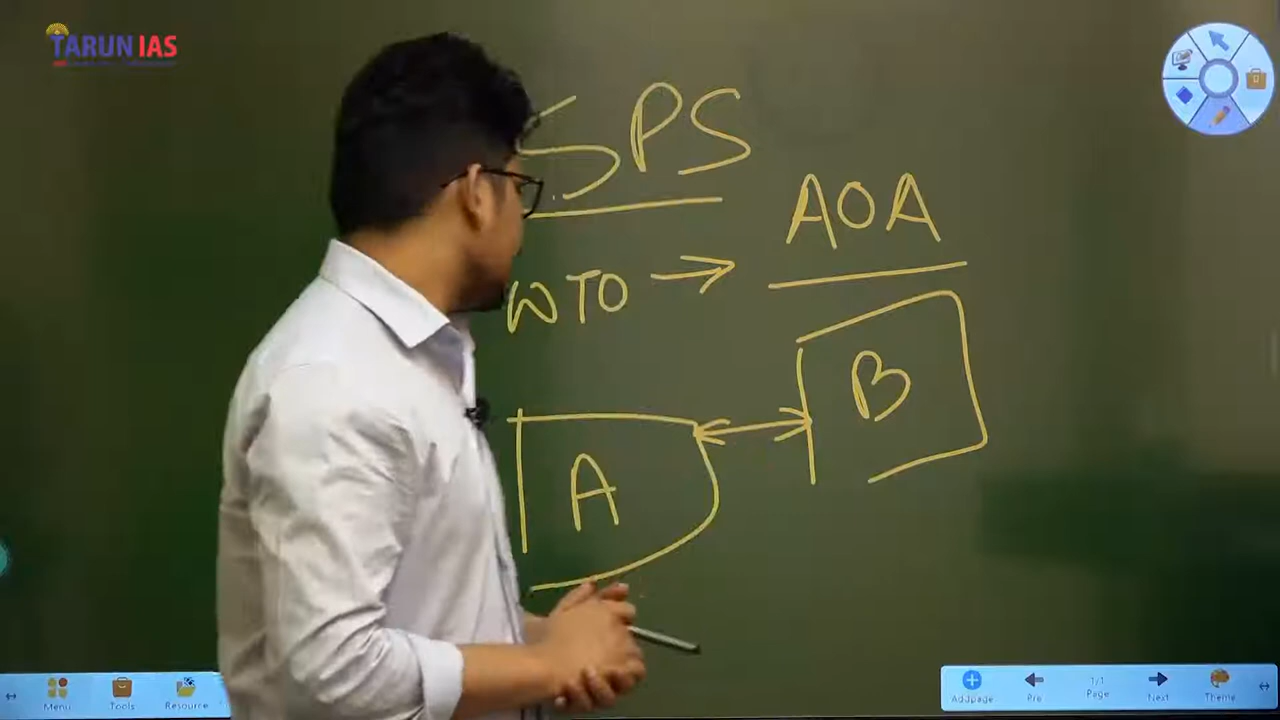 TARUN IAS
SPS
WTO → AOA
A
B
Menu
Tools
Resource
Addpage
Pre
1/1
Page
Next
Theme